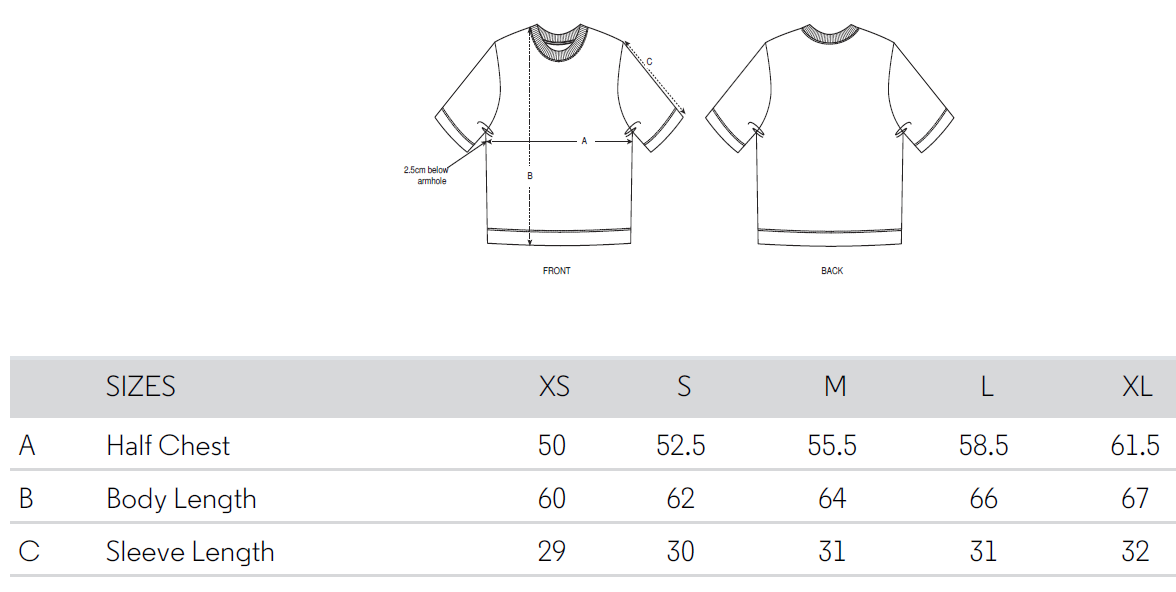 C
A
2.5cm below
armhole
B
FRONT BACK
SIZES XS S M L XL
A Half Chest 50 52.5 55.5 58.5 61.5
B Body Length 60 62 64 66 67
C Sleeve Length 29 30 31 31 32